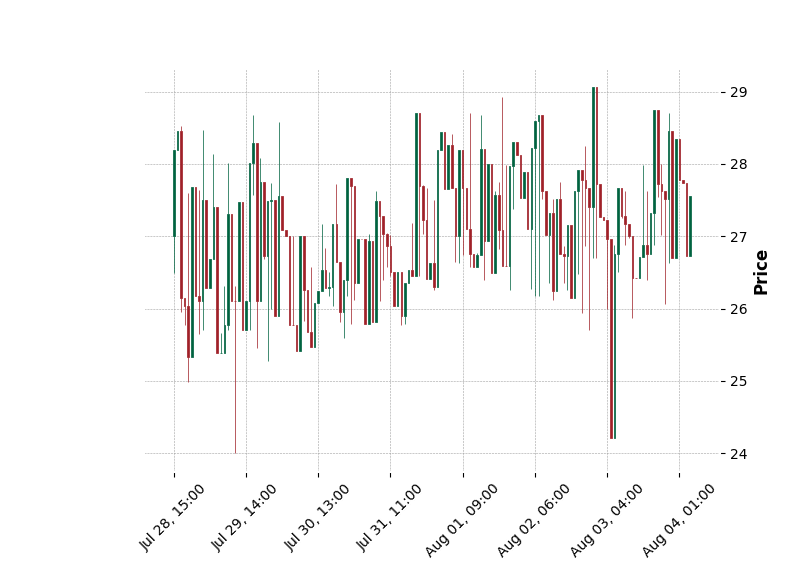 29
28
27
26
25
24
Price
Jul 28, 15:00
Jul 29, 14:00
Jul 30, 13:00
Jul 31, 11:00
Aug 01, 09:00
Aug 02, 06:00
Aug 03, 04:00
Aug 04, 01:00